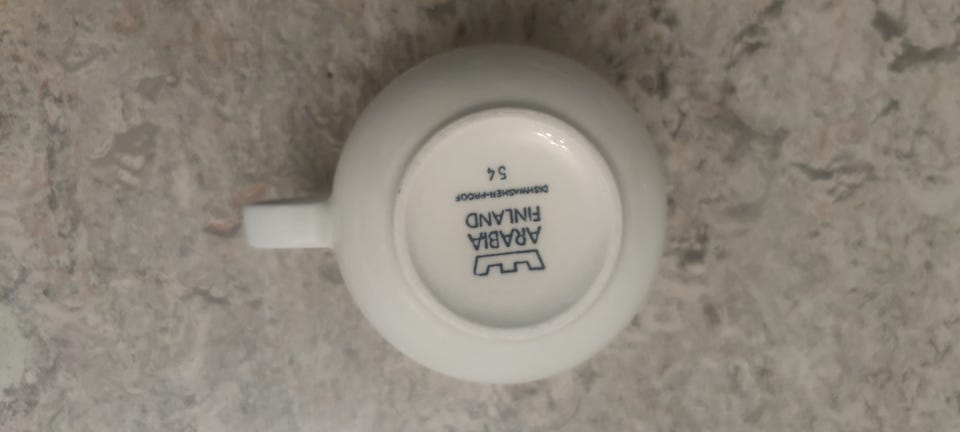 ARABIA
FINLAND
DISHWASHER-PROOF
54